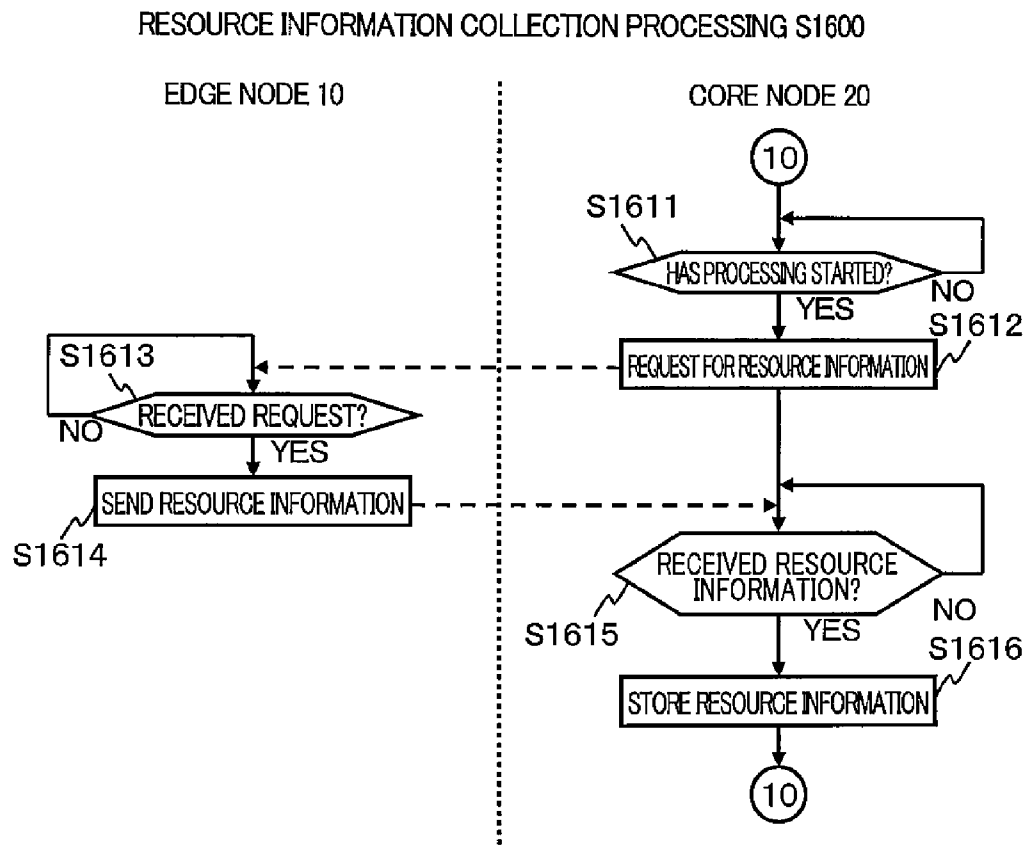 RESOURCE INFORMATION COLLECTION PROCESSING S1600
EDGE NODE 10
CORE NODE 20
10
S1611
HAS PROCESSING STARTED?
NO
YES
S1612
REQUEST FOR RESOURCE INFORMATION
S1613
RECEIVED REQUEST?
NO
YES
SEND RESOURCE INFORMATION
S1614
RECEIVED RESOURCE
INFORMATION?
S1615
NO
YES
S1616
STORE RESOURCE INFORMATION
10